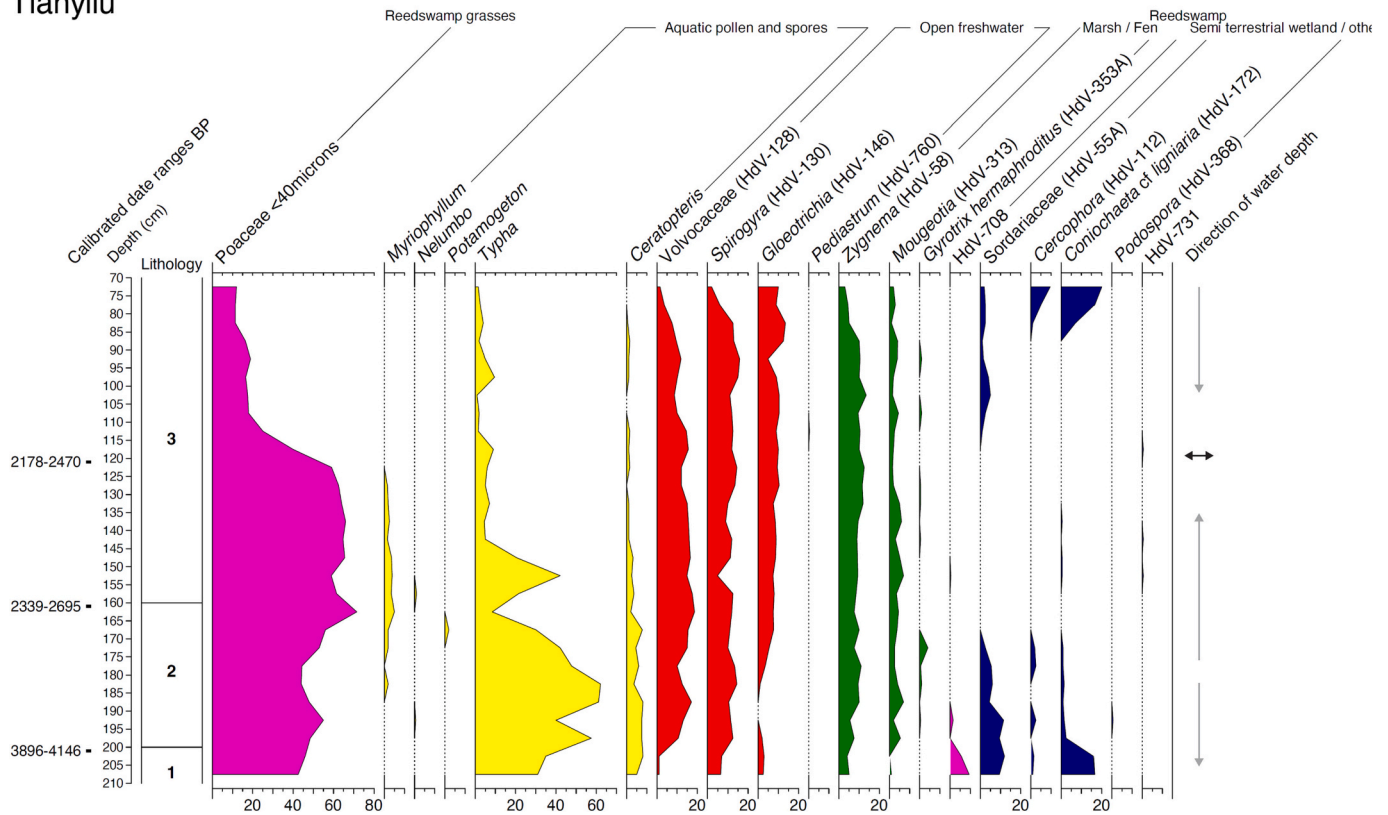 Tianyilu
Reedswamp grasses
Aquatic pollen and spores
Open freshwater
Marsh / Fen
Reedswamp
Semi terrestrial wetland / othe
Calibrated date ranges BP
Depth (cm)
Lithology
Poaceae <40microns
Myriophyllum
Nelumbo
Potamogeton
Typha
Ceratopteris
Volvocaceae (HdV-128)
Spirogyra (HdV-130)
Gloeotrichia (HdV-146)
Pediastrum (HdV-760)
Zygnema (HdV-58)
Mougeotia (HdV-313)
Gyrotrix hermaphroditus (HdV-353A)
HdV-708
Sordariaceae (HdV-55A)
Cercophora (HdV-112)
Coniochaeta cf ligniaria (HdV-172)
Podospora (HdV-368)
HdV-731
Direction of water depth
70
75
80
85
90
95
100
105
110
115
120
125
130
135
140
145
150
155
160
165
170
175
180
185
190
195
200
205
210
2178-2470
2339-2695
3896-4146
3
2
1
20 40 60 80 20 40 60 20 20 20 20 20 20 20